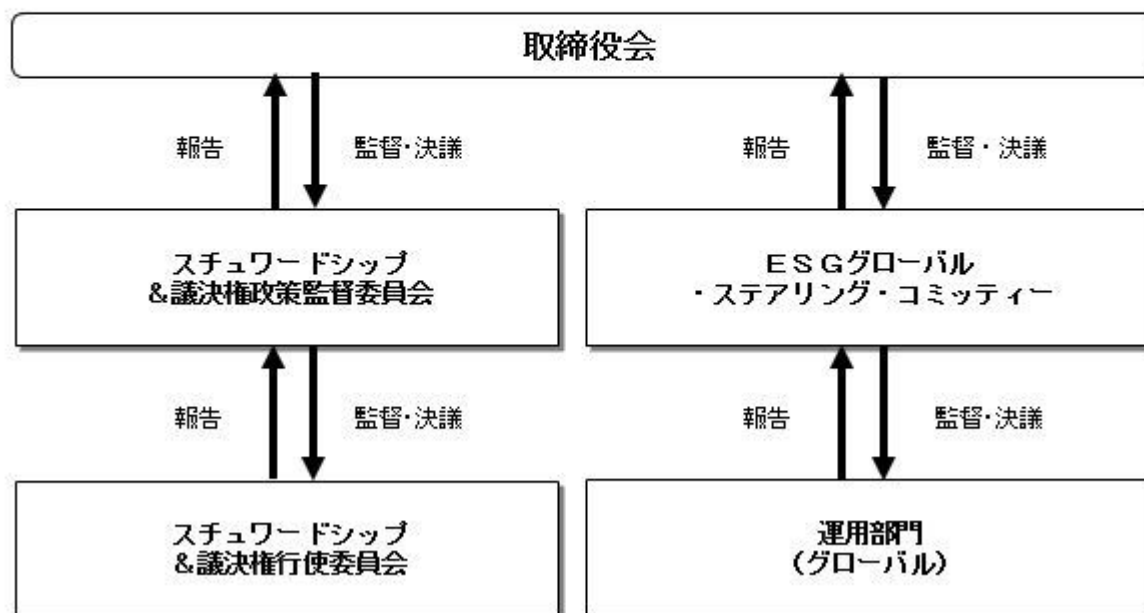 取締役会
報告
監督･決議
報告
監督・決議
スチュワードシップ
&議決権政策監督委員会
ＥＳＧグローバル
・ステアリング・コミッティー
報告
監督･決議
報告
監督･決議
スチュワードシップ
&議決権行使委員会
運用部門
（グローバル）